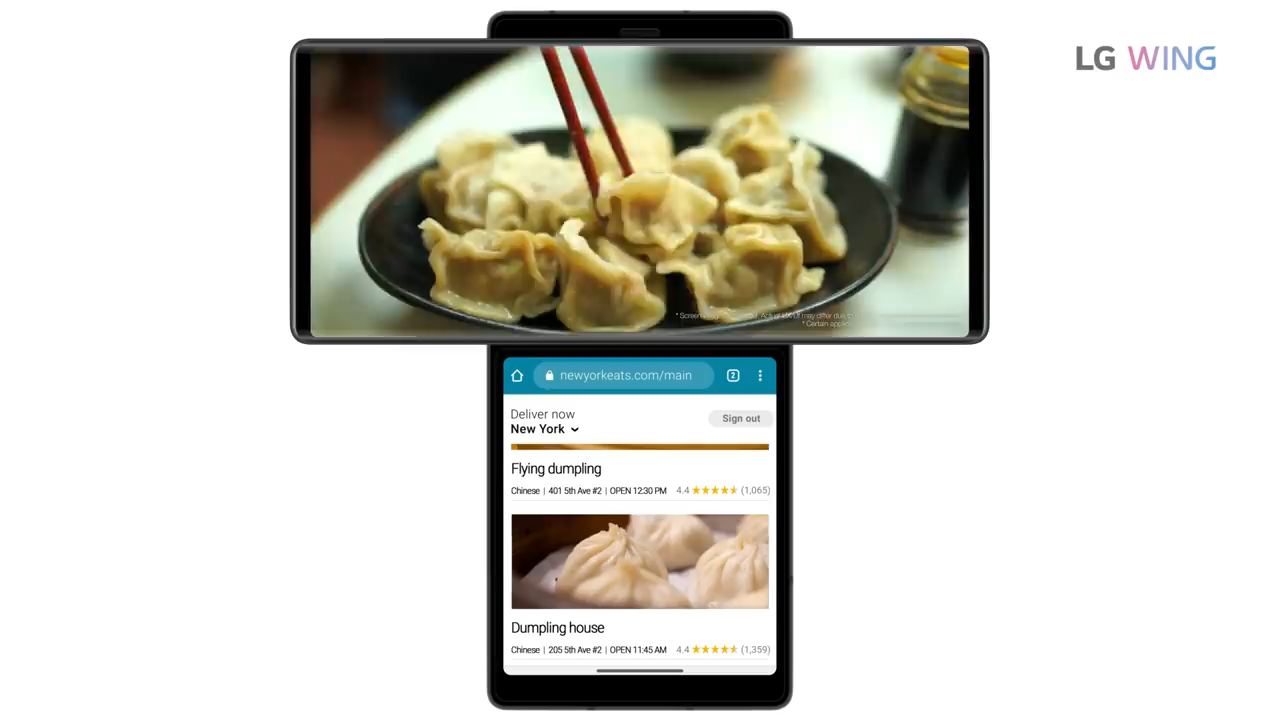 LG WING
newyorkeats.com/main
2
Deliver now
New York
Sign out
Flying dumpling
Chinese | 401 5th Ave #2 | OPEN 12:30 PM 4.4 (1,065)
Dumpling house
Chinese | 205 5th Ave #2 | OPEN 11:45 AM 4.4 (1,359)